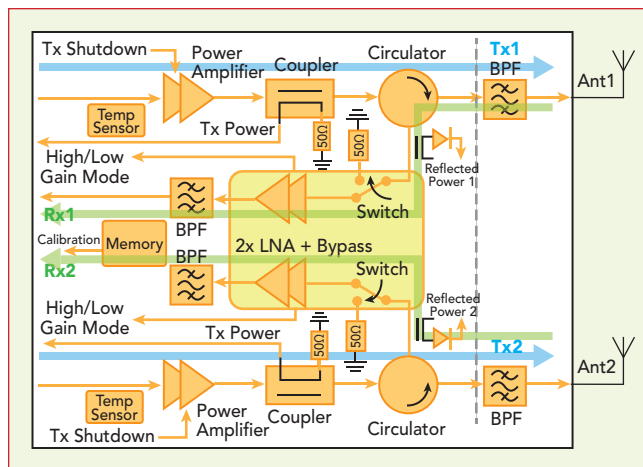 Tx Shutdown
Power
Amplifier
Coupler
Circulator
Tx1
BPF
Ant1
Temp
Sensor
Tx Power
50Ω
50Ω
High/Low
Gain Mode
Reflected
Power 1
BPF
Switch
Rx1
Calibration
Memory
2x LNA + Bypass
BPF
Rx2
Switch
High/Low
Gain Mode
Reflected
Power 2
Tx Power
50Ω
50Ω
Tx2
Ant2
Temp
Sensor
Power
Amplifier
Coupler
Circulator
BPF
Tx Shutdown